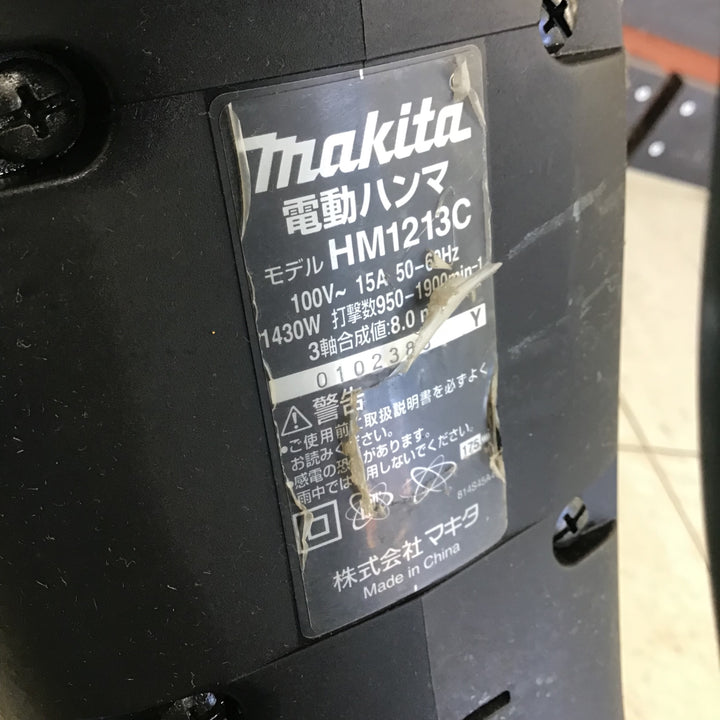 makita
電動ハンマ
モデル HM1213C
100V~ 15A 50-60Hz
1430W 打撃数950-1900min-1
3軸合成値:8.0
Y
010238
警告
・ご使用前 取扱説明書を必ずよく
お読みください。
・感電の恐 があります。
雨中では 用しないでください。
173
株式会社 マキタ
Made in China